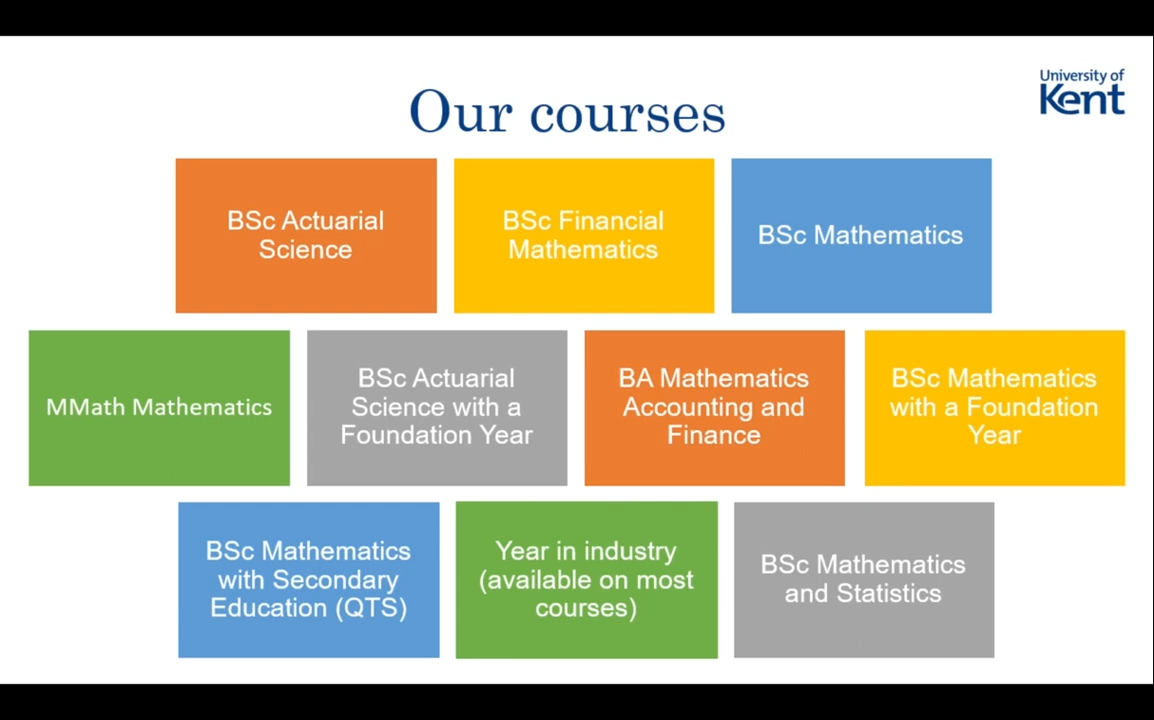 University of
Kent
Our courses
BSc Actuarial
Science
BSc Financial
Mathematics
BSc Mathematics
MMath Mathematics
BSc Actuarial
Science with a
Foundation Year
BA Mathematics
Accounting and
Finance
BSc Mathematics
with a Foundation
Year
BSc Mathematics
with Secondary
Education (QTS)
Year in industry
(available on most
courses)
BSc Mathematics
and Statistics